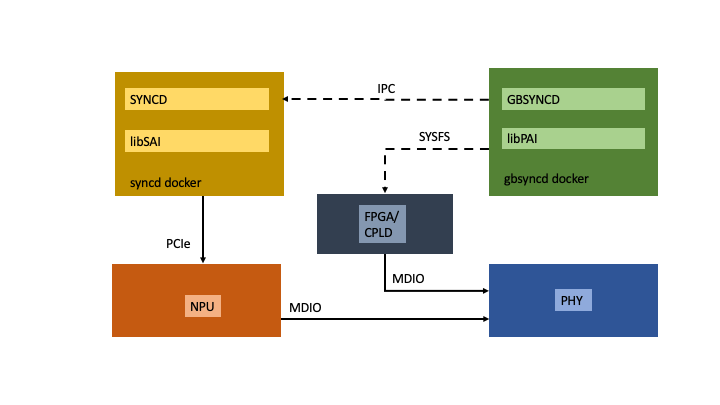 IPC
SYNCD
GBSYNCD
SYSFS
libSAI
libPAI
syncd docker
gbsyncd docker
FPGA/
CPLD
PCIe
MDIO
NPU
MDIO
PHY